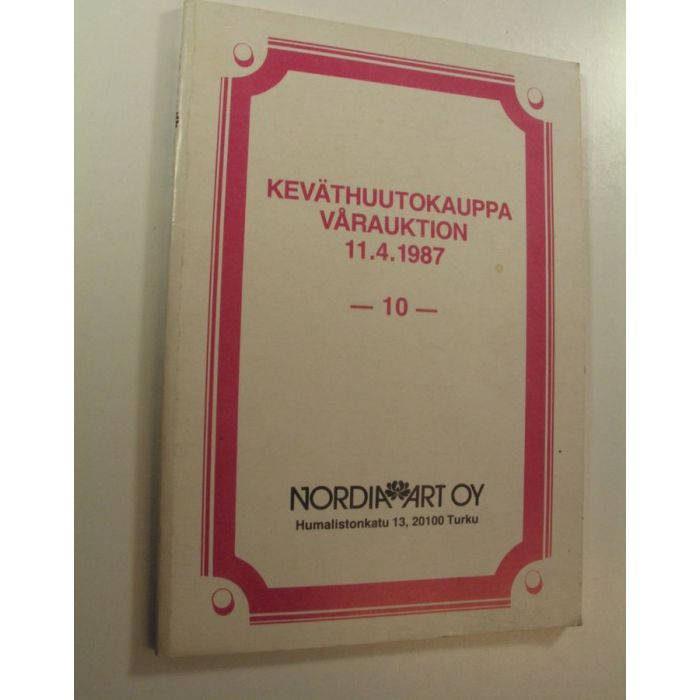 KEVÄTHUUTOKAUPPA
VÅRAUKTION
11.4.1987
— 10 —
NORDIA ART OY
Humalistonkatu 13, 20100 Turku